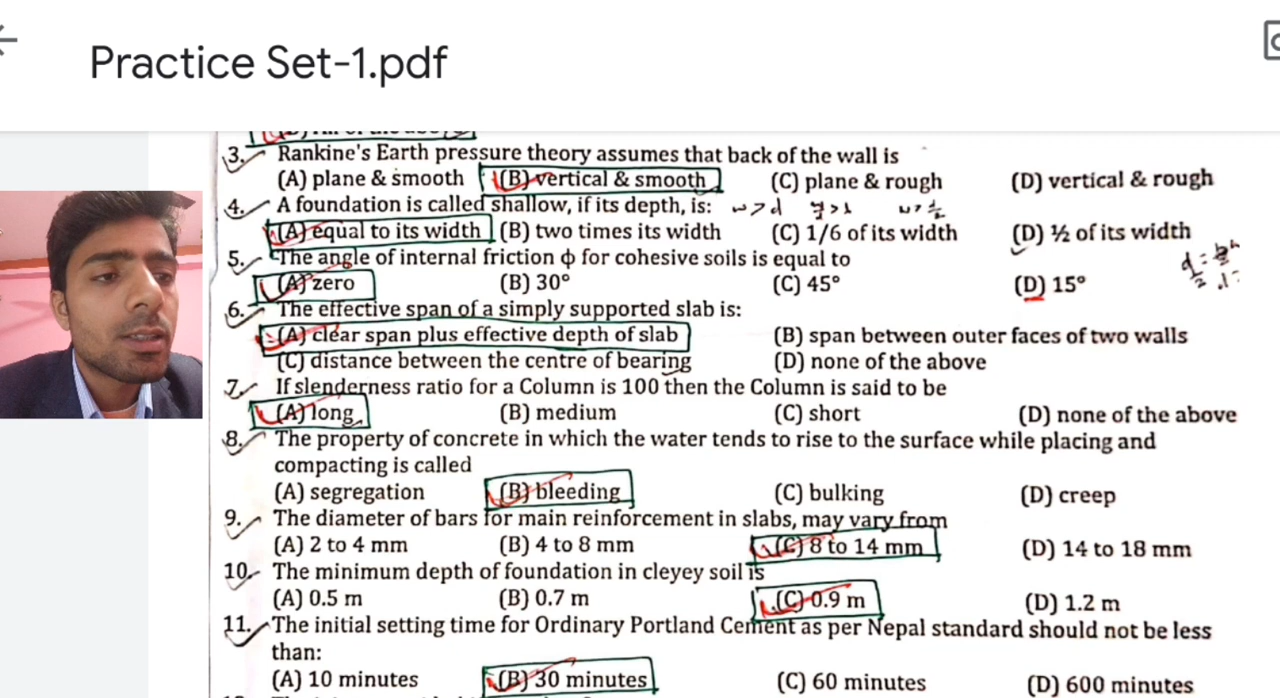 Practice Set-1.pdf
3. Rankine's Earth pressure theory assumes that back of the wall is
(A) plane & smooth (B) vertical & smooth (C) plane & rough (D) vertical & rough
4. A foundation is called shallow, if its depth, is:
(A) equal to its width (B) two times its width (C) 1/6 of its width (D) ½ of its width
5. The angle of internal friction ϕ for cohesive soils is equal to
(A) zero (B) 30° (C) 45° (D) 15°
6. The effective span of a simply supported slab is:
(A) clear span plus effective depth of slab (B) span between outer faces of two walls
(C) distance between the centre of bearing (D) none of the above
7. If slenderness ratio for a Column is 100 then the Column is said to be
(A) long (B) medium (C) short (D) none of the above
8. The property of concrete in which the water tends to rise to the surface while placing and
compacting is called
(A) segregation (B) bleeding (C) bulking (D) creep
9. The diameter of bars for main reinforcement in slabs, may vary from
(A) 2 to 4 mm (B) 4 to 8 mm (C) 8 to 14 mm (D) 14 to 18 mm
10. The minimum depth of foundation in cleyey soil is
(A) 0.5 m (B) 0.7 m (C) 0.9 m (D) 1.2 m
11. The initial setting time for Ordinary Portland Cement as per Nepal standard should not be less
than:
(A) 10 minutes (B) 30 minutes (C) 60 minutes (D) 600 minutes